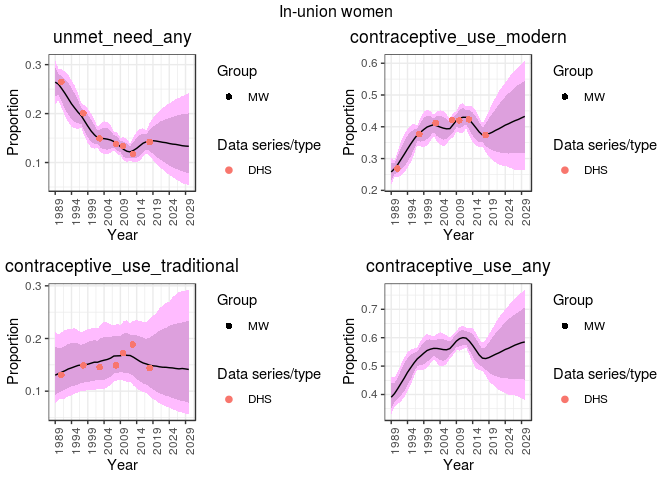 In-union women
unmet_need_any
0.3
0.2
0.1
Proportion
1989 1994 1999 2004 2009 2014 2019 2024 2029
Year
Group
MW
Data series/type
DHS
contraceptive_use_modern
0.6
0.5
0.4
0.3
0.2
Proportion
1989 1994 1999 2004 2009 2014 2019 2024 2029
Year
Group
MW
Data series/type
DHS
contraceptive_use_traditional
0.3
0.2
0.1
Proportion
1989 1994 1999 2004 2009 2014 2019 2024 2029
Year
Group
MW
Data series/type
DHS
contraceptive_use_any
0.7
0.6
0.5
0.4
Proportion
1989 1994 1999 2004 2009 2014 2019 2024 2029
Year
Group
MW
Data series/type
DHS